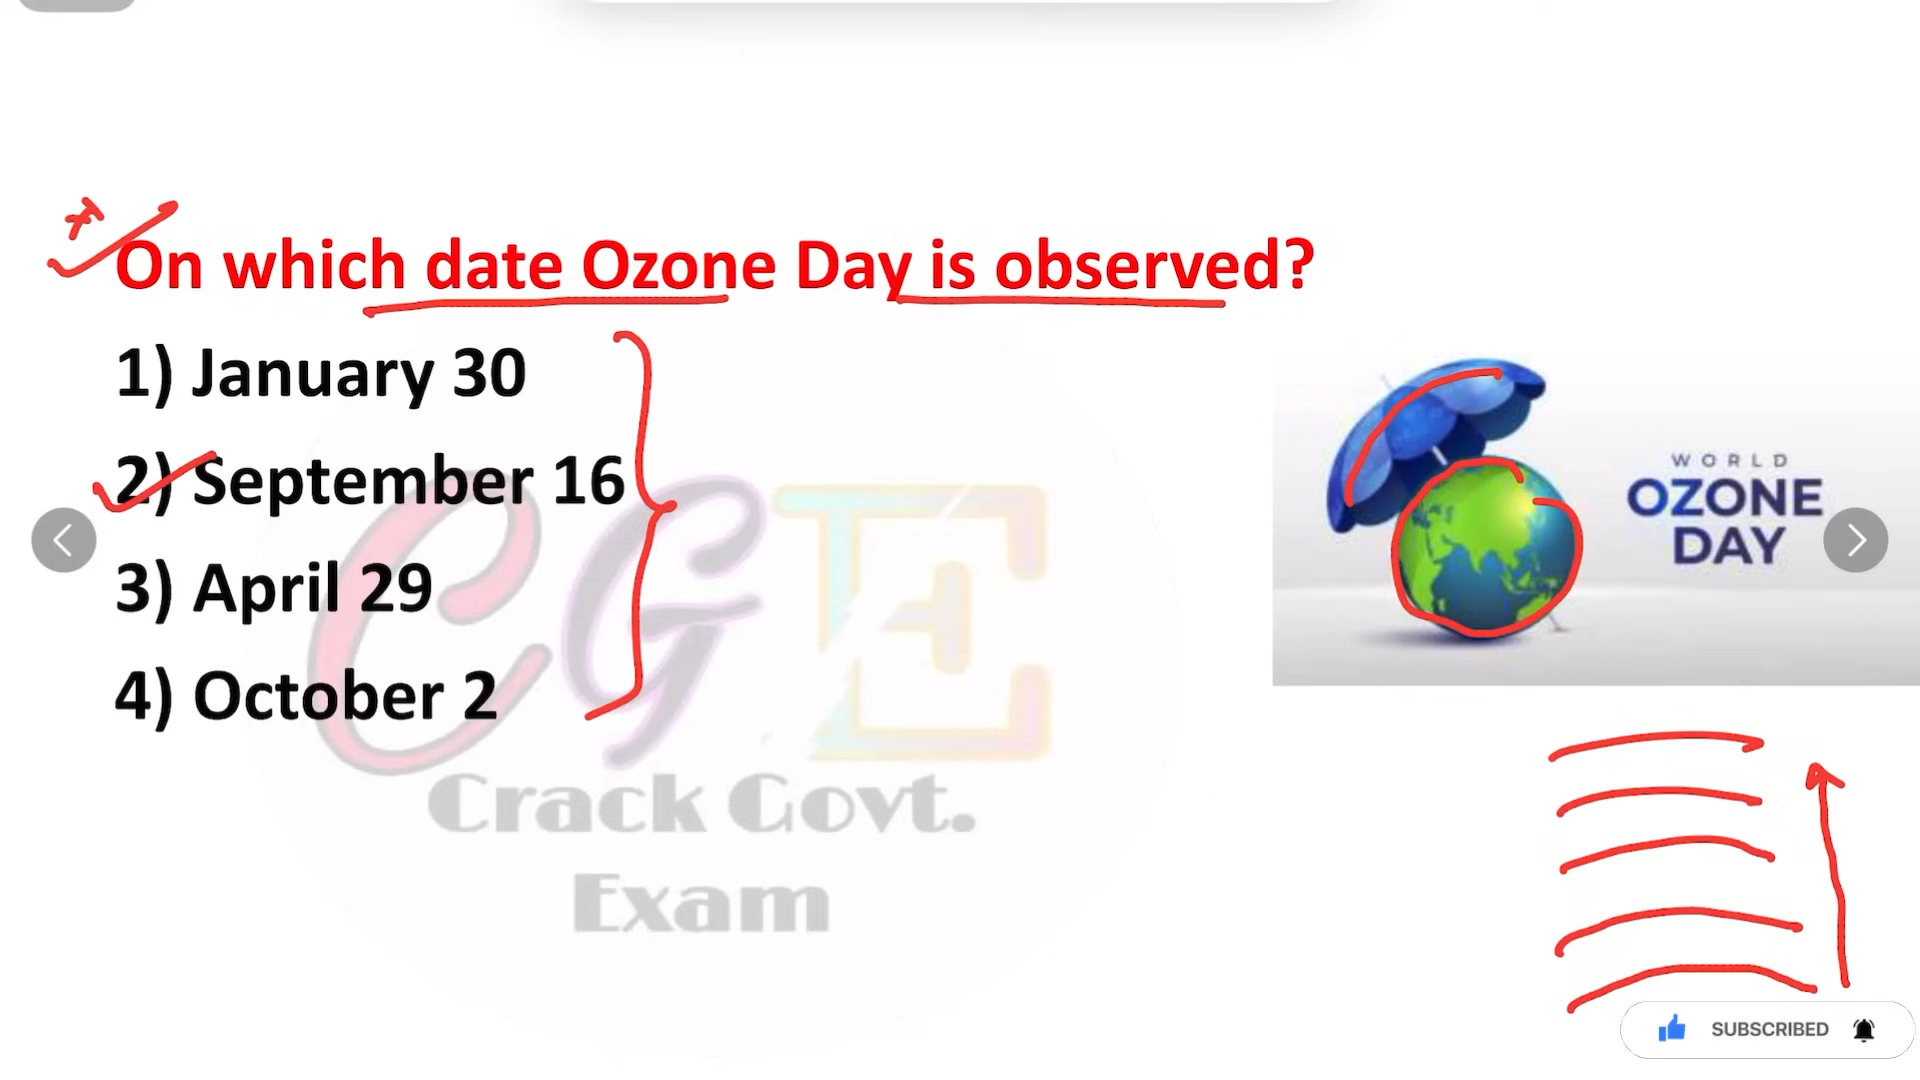 On which date Ozone Day is observed?
1) January 30
2) September 16
3) April 29
4) October 2
WORLD
OZONE
DAY
CGE
Crack Govt.
Exam
SUBSCRIBED